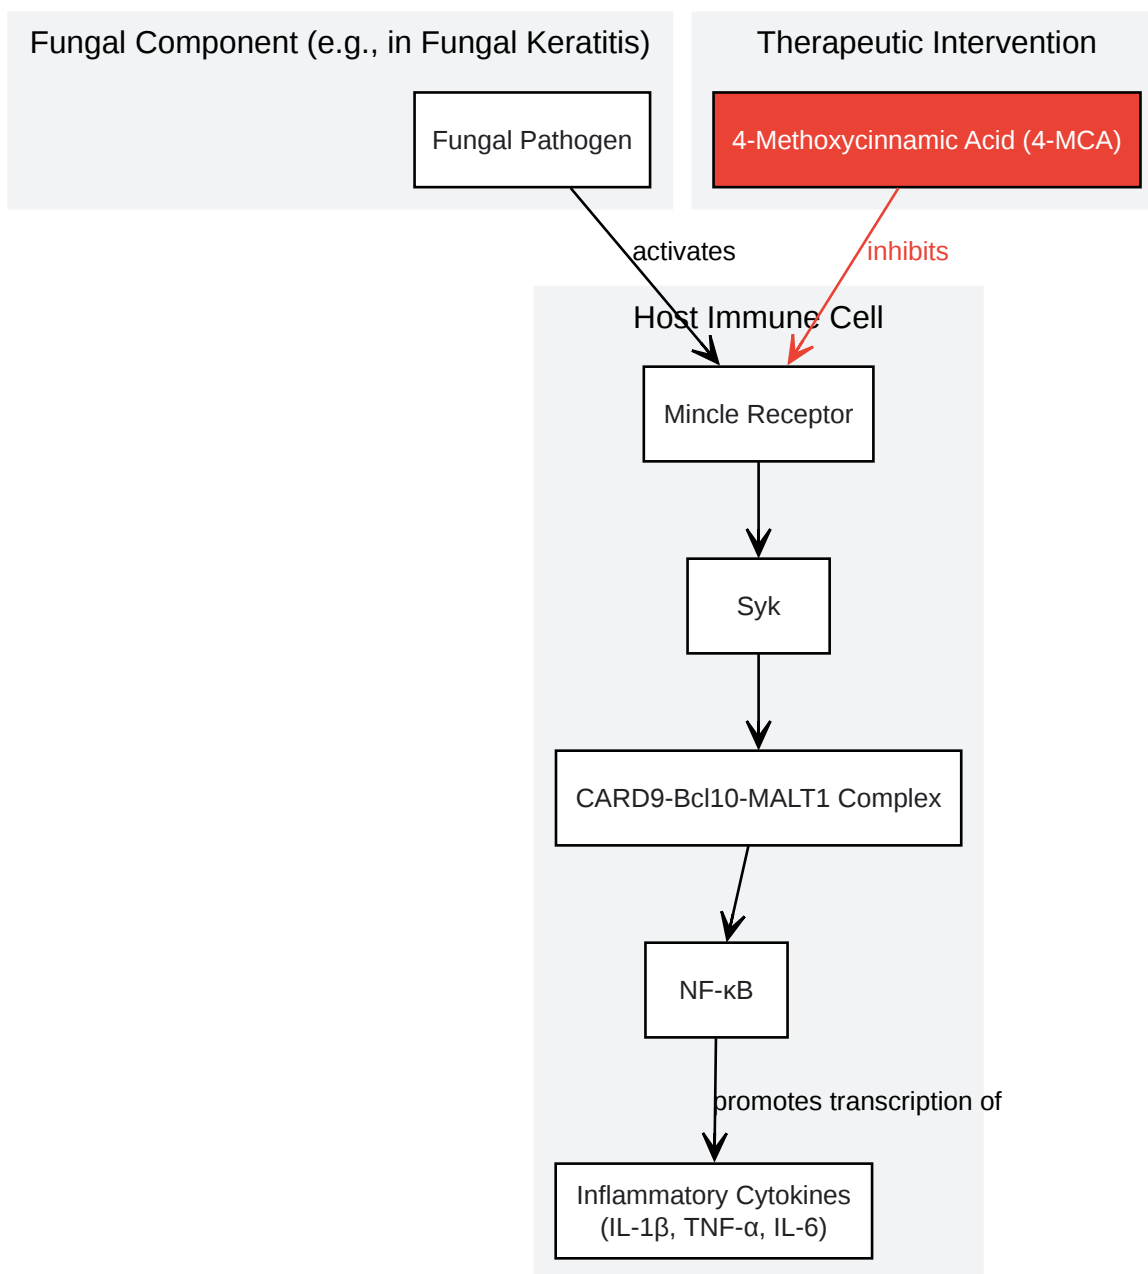 Fungal Component (e.g., in Fungal Keratitis)
Therapeutic Intervention
Fungal Pathogen
4-Methoxycinnamic Acid (4-MCA)
activates
inhibits
Host Immune Cell
Mincle Receptor
Syk
CARD9-Bcl10-MALT1 Complex
NF-κB
promotes transcription of
Inflammatory Cytokines
(IL-1β, TNF-α, IL-6)